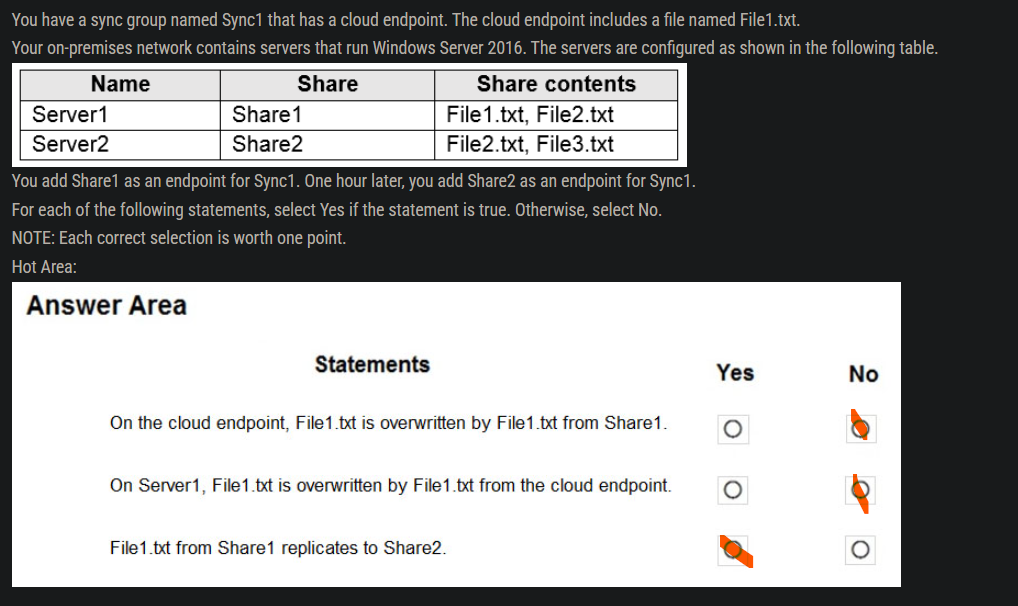 You have a sync group named Sync1 that has a cloud endpoint. The cloud endpoint includes a file named File1.txt.
Your on-premises network contains servers that run Windows Server 2016. The servers are configured as shown in the following table.
Name Share Share contents
Server1 Share1 File1.txt, File2.txt
Server2 Share2 File2.txt, File3.txt
You add Share1 as an endpoint for Sync1. One hour later, you add Share2 as an endpoint for Sync1.
For each of the following statements, select Yes if the statement is true. Otherwise, select No.
NOTE: Each correct selection is worth one point.
Hot Area:
Answer Area
Statements Yes No
On the cloud endpoint, File1.txt is overwritten by File1.txt from Share1.
On Server1, File1.txt is overwritten by File1.txt from the cloud endpoint.
File1.txt from Share1 replicates to Share2.